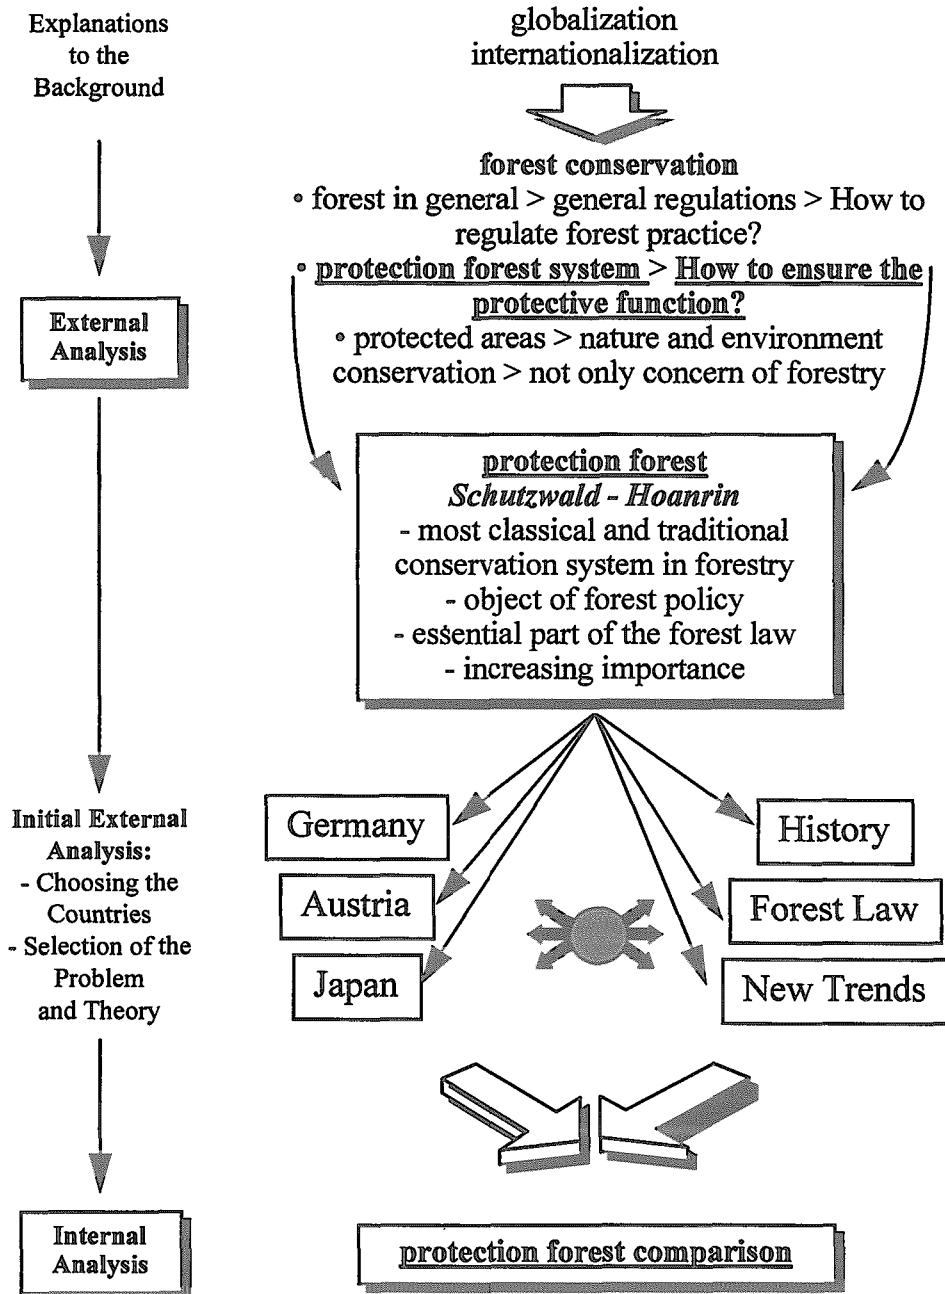 Explanations
to the
Background
External
Analysis
Initial External
Analysis:
- Choosing the
Countries
- Selection of the
Problem
and Theory
Internal
Analysis
globalization
internationalization
forest conservation
• forest in general > general regulations > How to
regulate forest practice?
• protection forest system > How to ensure the
protective function?
• protected areas > nature and environment
conservation > not only concern of forestry
protection forest
Schutzwald - Hoanrin
- most classical and traditional
conservation system in forestry
- object of forest policy
- essential part of the forest law
- increasing importance
Germany
Austria
Japan
History
Forest Law
New Trends
protection forest comparison